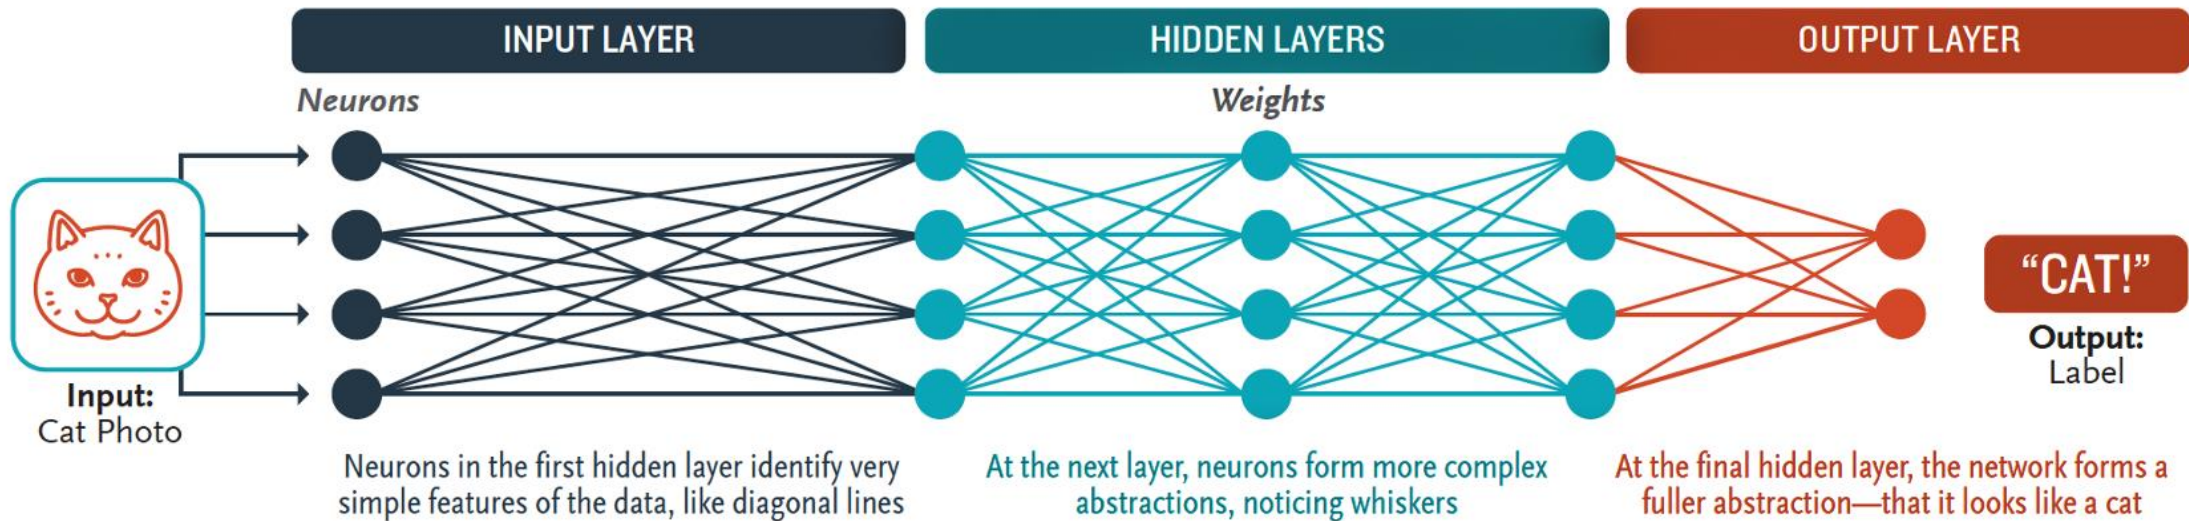 INPUT LAYER
HIDDEN LAYERS
OUTPUT LAYER
Neurons
Weights
Input:
Cat Photo
“CAT!”
Output:
Label
Neurons in the first hidden layer identify very
simple features of the data, like diagonal lines
At the next layer, neurons form more complex
abstractions, noticing whiskers
At the final hidden layer, the network forms a
fuller abstraction—that it looks like a cat